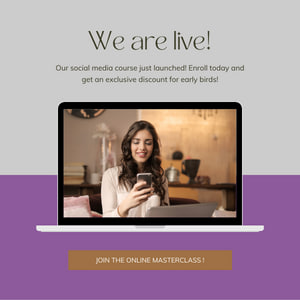 We are live!
Our social media course just launched! Enroll today and
get an exclusive discount for early birds!
JOIN THE ONLINE MASTERCLASS !